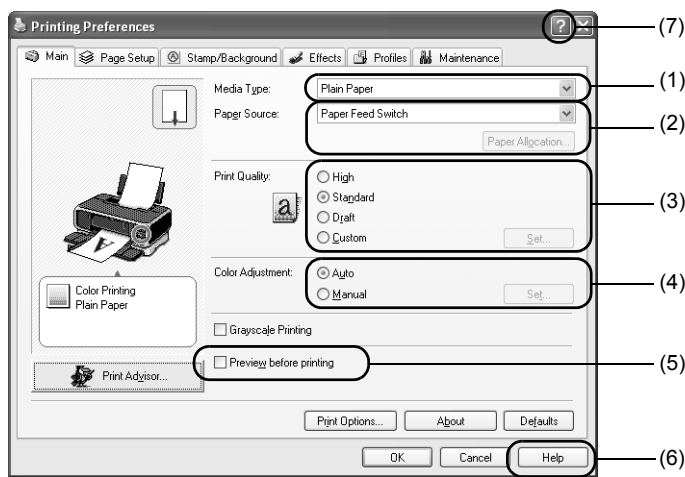 Printing Preferences
?
(7)
Main Page Setup Stamp/Background Effects Profiles Maintenance
Media Type: Plain Paper
(1)
Paper Source: Paper Feed Switch
(2)
Paper Allocation...
Print Quality:
High
Standard
(3)
Draft
Custom
Set...
a
Color Adjustment:
Auto
(4)
Manual
Set...
Color Printing
Plain Paper
A
Grayscale Printing
Preview before printing
(5)
Print Advisor...
Print Options... About Defaults
OK Cancel Help
(6)